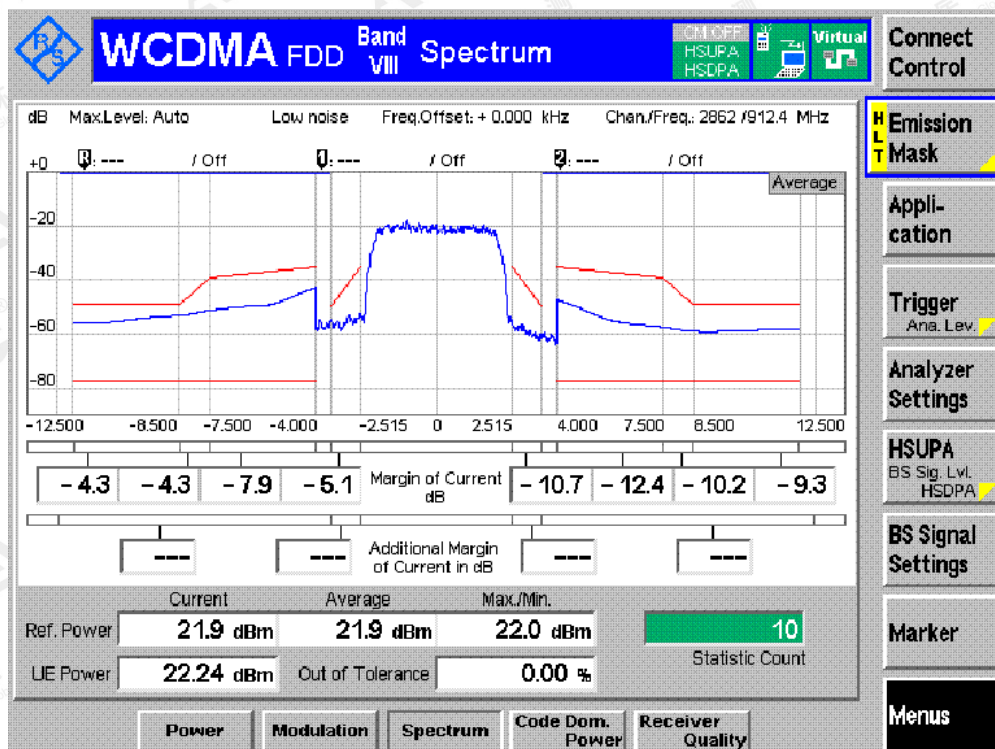 R S
WCDMA FDD Band VIII Spectrum
HSUPA
HSDPA
Virtual
Connect Control
dB Max.Level: Auto Low noise Freq.Offset: + 0.000 kHz Chan./Freq.: 2862 /912.4 MHz
R: --- / Off 1: --- / Off 2: --- / Off
Average
+0
-20
-40
-60
-80
-12.500 -8.500 -7.500 -4.000 -2.515 0 2.515 4.000 7.500 8.500 12.500
- 4.3 - 4.3 - 7.9 - 5.1 Margin of Current dB - 10.7 - 12.4 - 10.2 - 9.3
--- --- Additional Margin of Current in dB --- ---
Current Average Max./Min.
Ref. Power 21.9 dBm 21.9 dBm 22.0 dBm
UE Power 22.24 dBm Out of Tolerance 0.00 %
10
Statistic Count
HLT
Emission Mask
Appli-
cation
Trigger
Ana. Lev.
Analyzer
Settings
HSUPA
BS Sig. Lvl.
HSDPA
BS Signal
Settings
Marker
Menus
Power
Modulation
Spectrum
Code Dom.
Power
Receiver
Quality